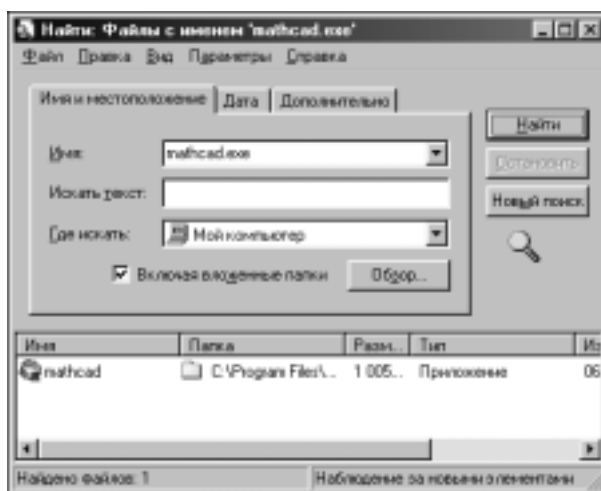 Найти: Файлы с именем 'mathcad.exe'
Файл Правка Вид Параметры Справка
Имя и местоположение Дата Дополнительно
Имя: mathcad.exe
Искать текст:
Где искать: Мой компьютер
Включая вложенные папки Обзор...
Найти
Остановить
Новый поиск
Имя Папка Разм... Тип Из
mathcad C:\Program Files\... 1 005... Приложение 06
Найдено файлов: 1 Наблюдение за новыми элементами